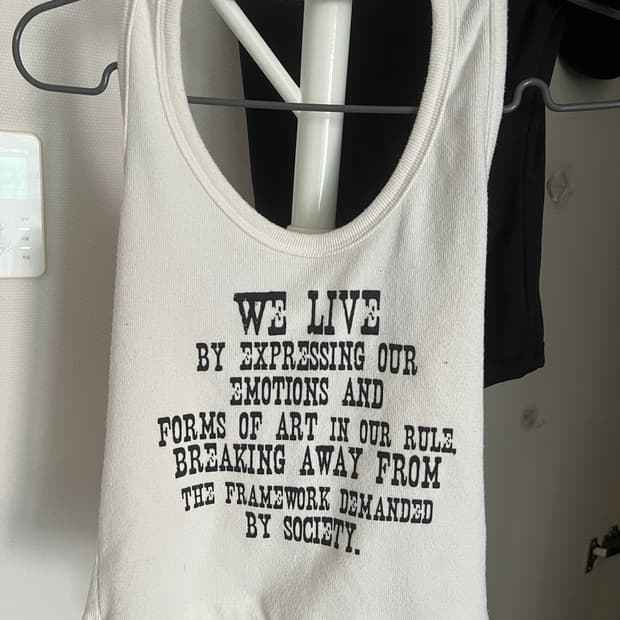 WE LIVE
BY EXPRESSING OUR
EMOTIONS AND
FORMS OF ART IN OUR RULE,
BREAKING AWAY FROM
THE FRAMEWORK DEMANDED
BY SOCIETY.